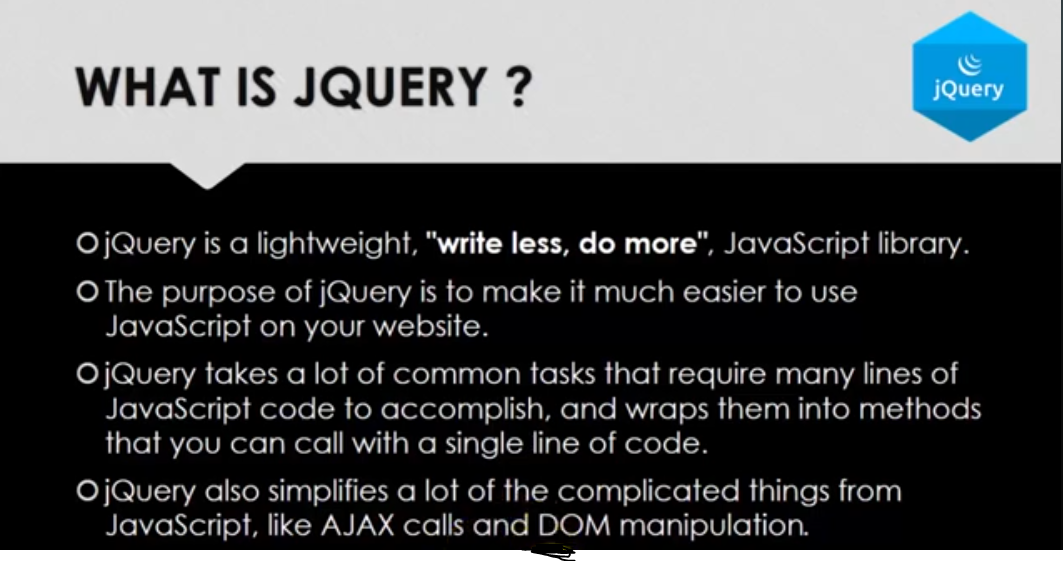 WHAT IS JQUERY ?
jQuery
jQuery is a lightweight, "write less, do more", JavaScript library.
The purpose of jQuery is to make it much easier to use
JavaScript on your website.
jQuery takes a lot of common tasks that require many lines of
JavaScript code to accomplish, and wraps them into methods
that you can call with a single line of code.
jQuery also simplifies a lot of the complicated things from
JavaScript, like AJAX calls and DOM manipulation.